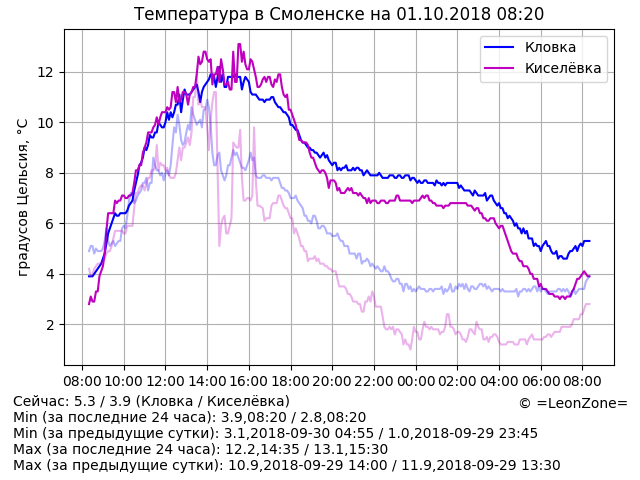 Температура в Смоленске на 01.10.2018 08:20
Кловка
Киселёвка
градусов Цельсия, °C
12
10
8
6
4
2
08:00 10:00 12:00 14:00 16:00 18:00 20:00 22:00 00:00 02:00 04:00 06:00 08:00
Сейчас: 5.3 / 3.9 (Кловка / Киселёвка)
© =LeonZone=
Min (за последние 24 часа): 3.9,08:20 / 2.8,08:20
Min (за предыдущие сутки): 3.1,2018-09-30 04:55 / 1.0,2018-09-29 23:45
Max (за последние 24 часа): 12.2,14:35 / 13.1,15:30
Max (за предыдущие сутки): 10.9,2018-09-29 14:00 / 11.9,2018-09-29 13:30